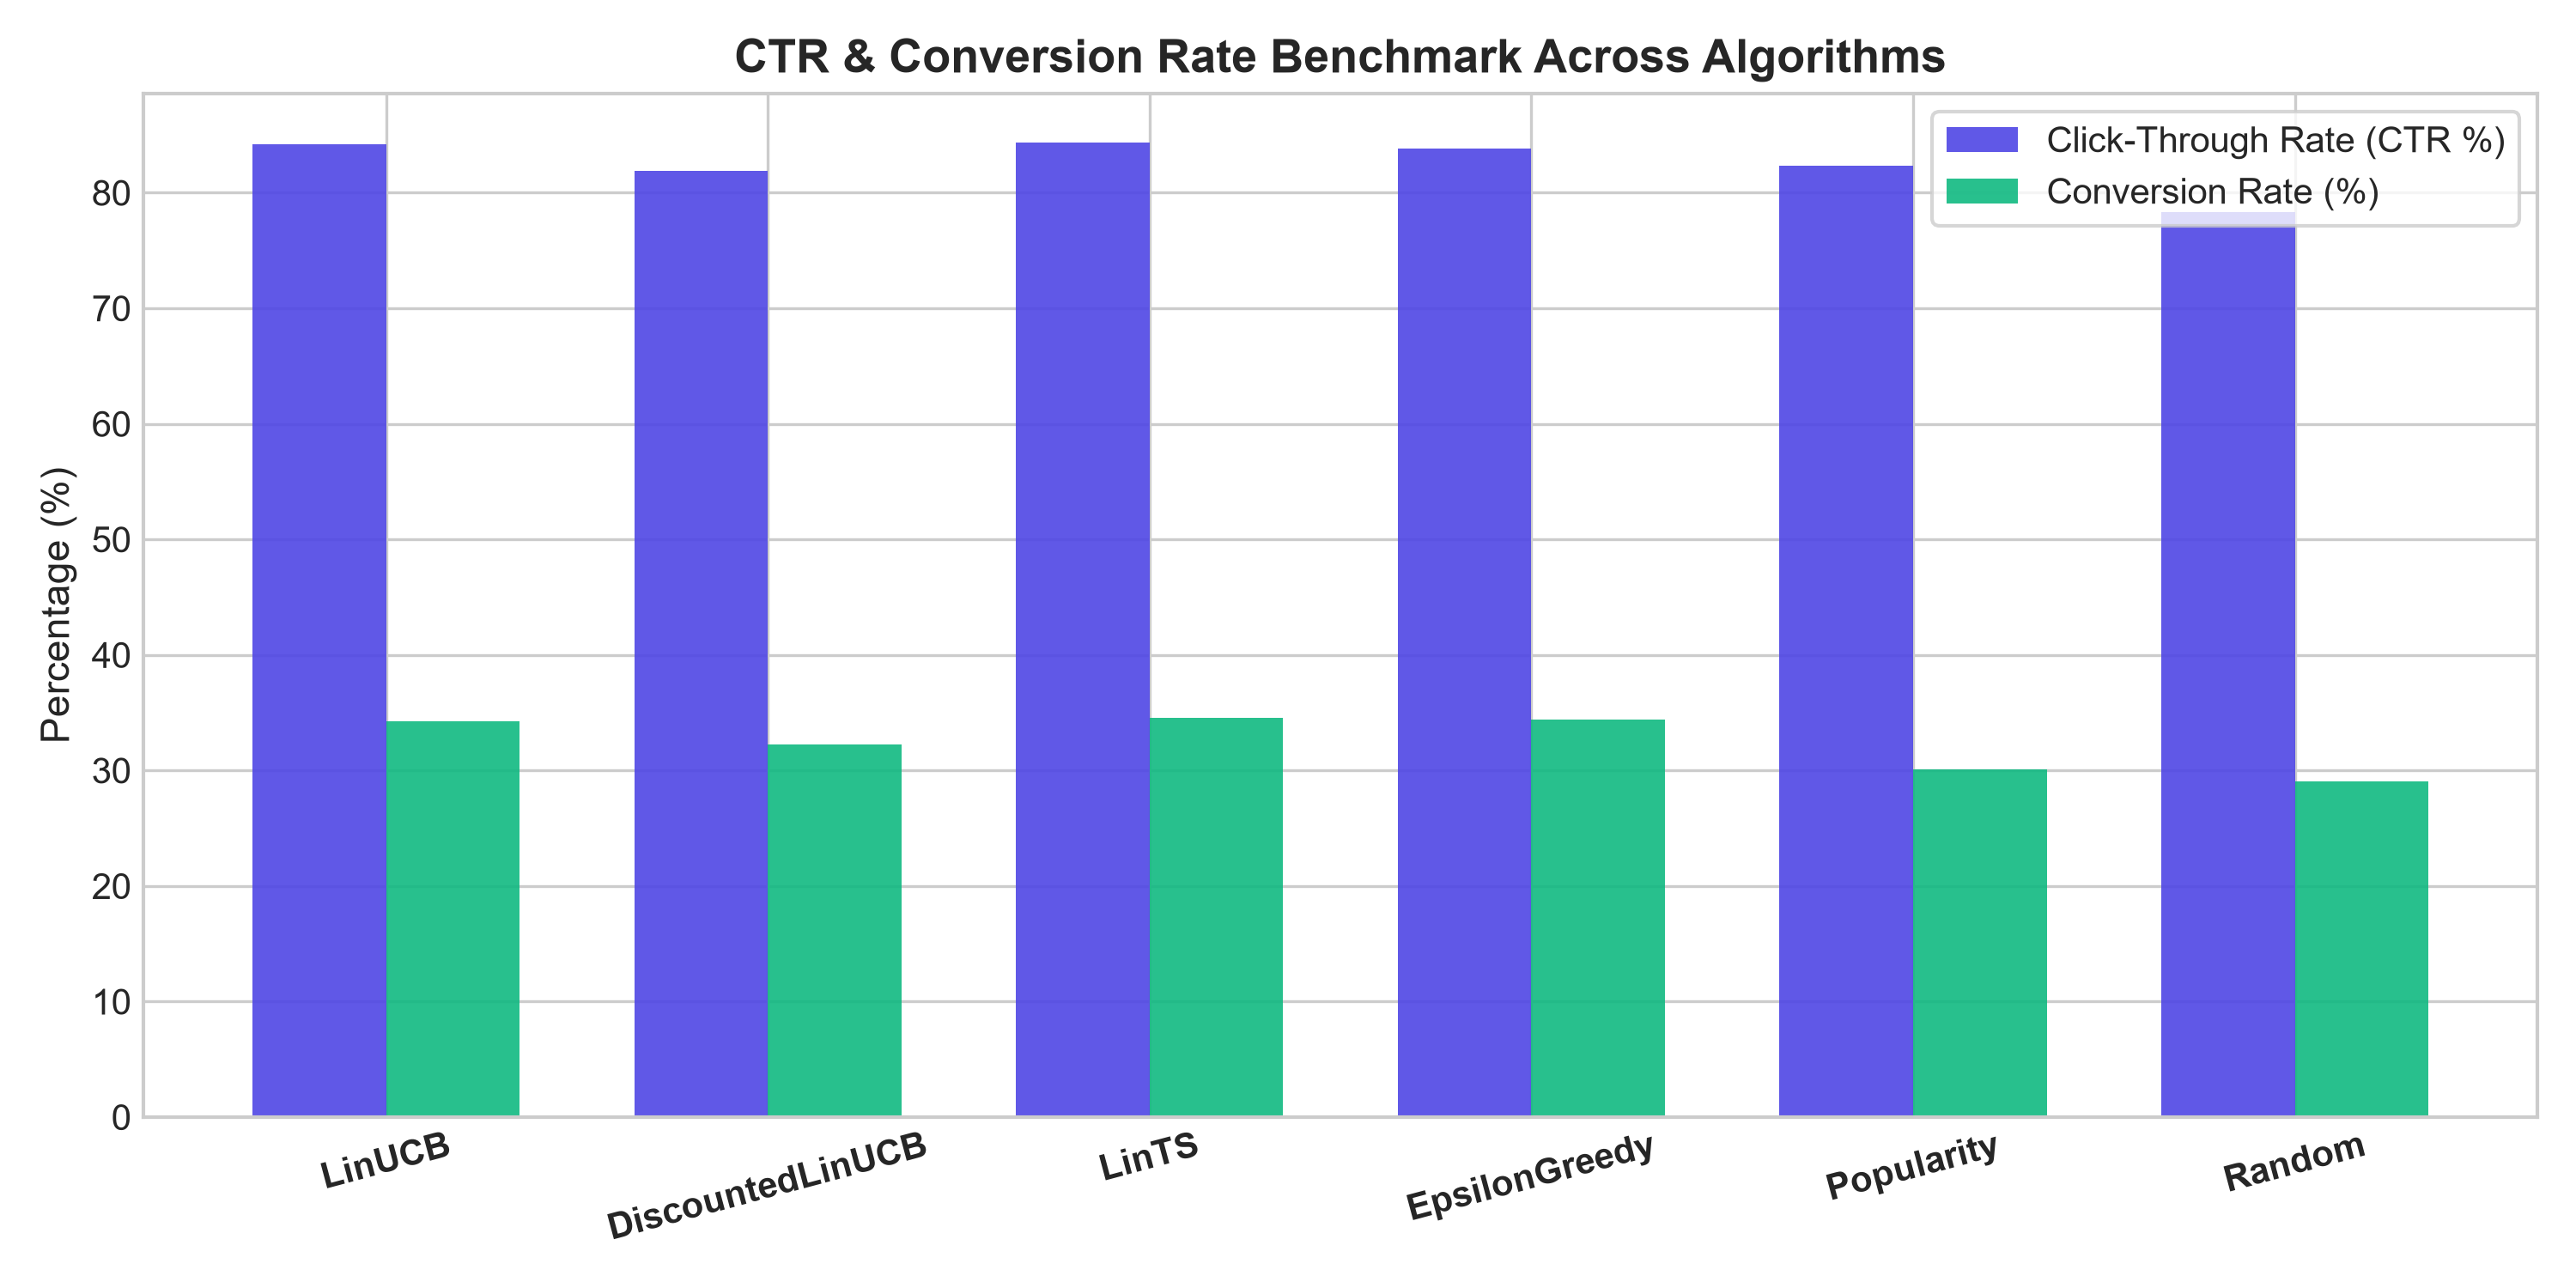 CTR & Conversion Rate Benchmark Across Algorithms
Click-Through Rate (CTR %)
Conversion Rate (%)
Percentage (%)
80
70
60
50
40
30
20
10
0
LinUCB
DiscountedLinUCB
LinTS
EpsilonGreedy
Popularity
Random